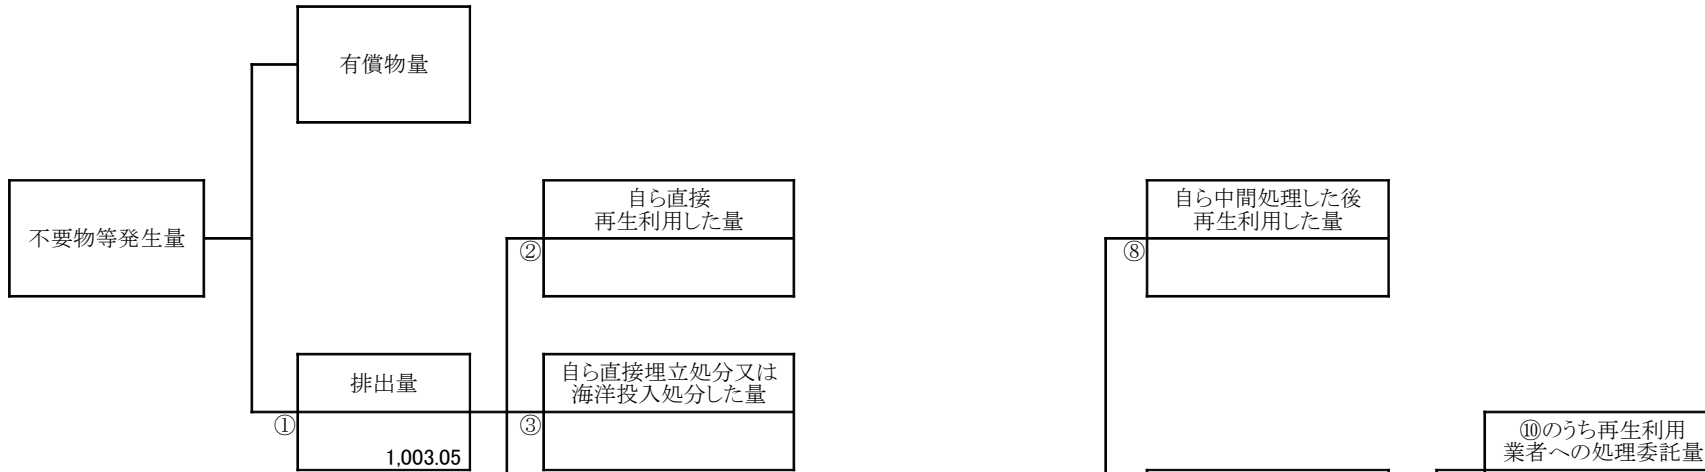 有償物量
不要物等発生量
自ら直接
再生利用した量
②
自ら中間処理した後
再生利用した量
⑧
排出量
①
1,003.05
自ら直接埋立処分又は
海洋投入処分した量
③
⑩のうち再生利用
業者への処理委託量